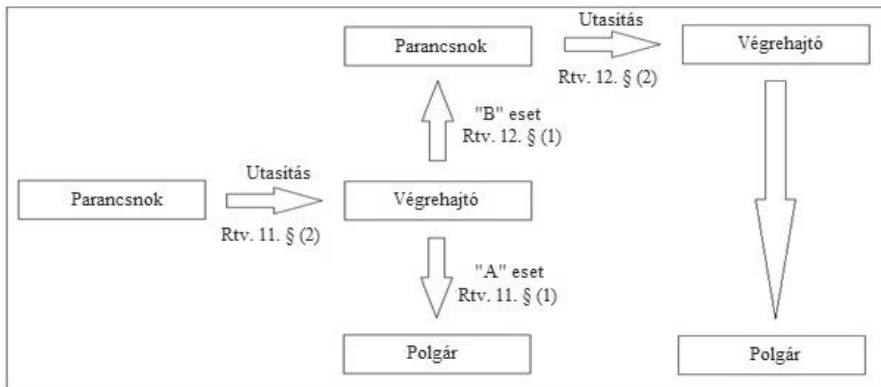 Utasítás
Parancsnok
Végrehajtó
Rtv. 12. § (2)
"B" eset
Rtv. 12. § (1)
Utasítás
Parancsnok
Végrehajtó
Rtv. 11. § (2)
"A" eset
Rtv. 11. § (1)
Polgár
Polgár